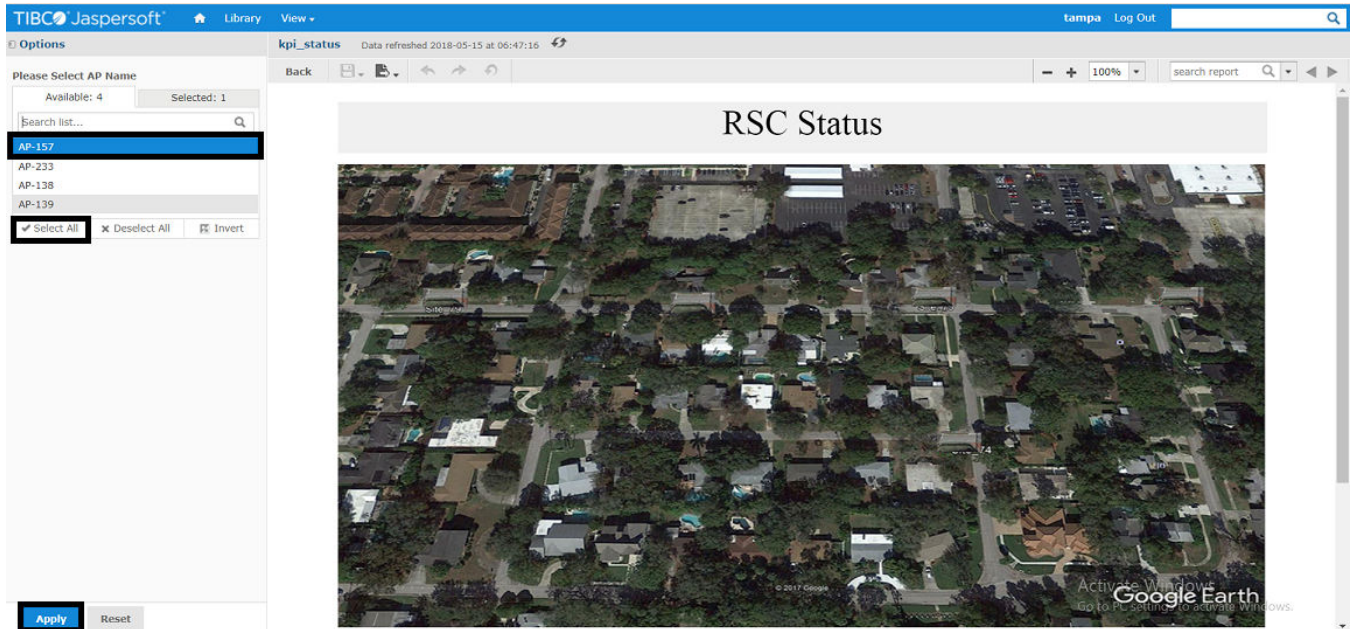 TIBCO Jaspersoft Library View tampa Log Out
Options
kpi_status Data refreshed 2018-05-15 at 06:47:16
Back 100% search report
Please Select AP Name
Available: 4 Selected: 1
Search list...
AP-157
AP-233
AP-138
AP-139
Select All Deselect All Invert
RSC Status
© 2017 Google
Activate Windows
Google Earth
Go to PC settings to activate Windows.
Apply Reset